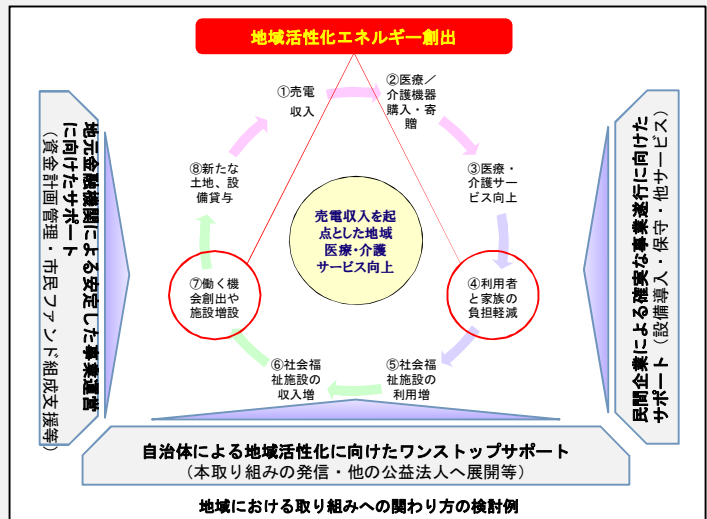 地域活性化エネルギー創出
①売電
収入
②医療／
介護機器
購入・寄
贈
③医療・
介護サー
ビス向上
④利用者
と家族の
負担軽減
⑤社会福
祉施設の
利用増
⑥社会福
祉施設の
収入増
⑦働く機
会創出や
施設増設
⑧新たな
土地、設
備貸与
売電収入を起
点とした地域
医療・介護
サービス向上
地元金融機関による安定した事業運営
に向けたサポート
（資金計画管理・市民ファンド組成支援等）
民間企業による確実な事業遂行に向けた
サポート（設備導入・保守・他サービス）
自治体による地域活性化に向けたワンストップサポート
（本取り組みの発信・他の公益法人へ展開等）
地域における取り組みへの関わり方の検討例